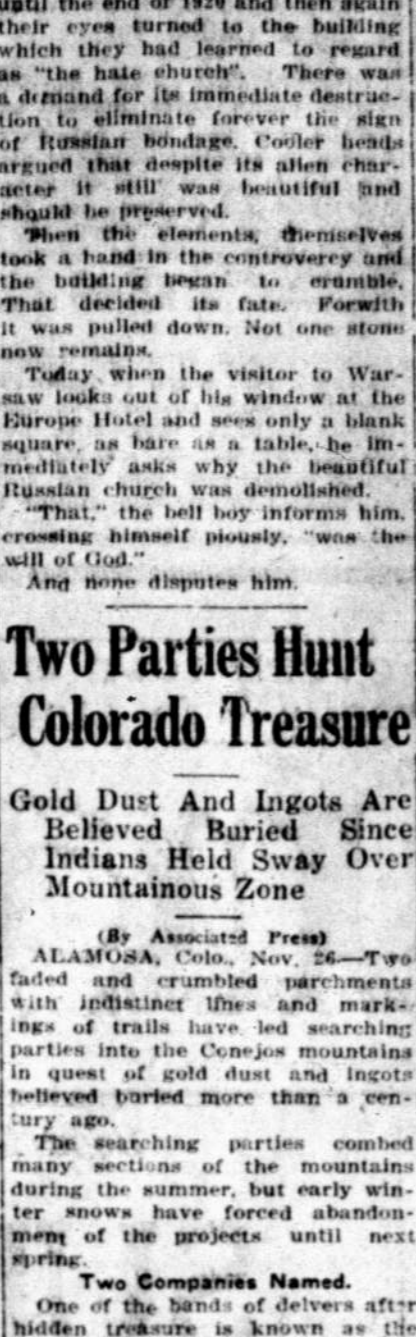 until the end of 1920 and then again
their eyes turned to the building
which they had learned to regard
as "the hate church". There was
a demand for its immediate destruc-
tion to eliminate forever the sign
of Russian bondage. Cooler heads
argued that despite its alien char-
acter it still was beautiful and
should be preserved.
Then the elements, themselves
took a hand in the controvercy and
the building began to crumble.
That decided its fate. Forwith
it was pulled down. Not one stone
now remains.
Today when the visitor to War-
saw looks out of his window at the
Europe Hotel and sees only a blank
square, as bare as a table, he im-
mediately asks why the beautiful
Russian church was demolished.
"That," the bell boy informs him,
crossing himself piously, "was the
will of God."
And none disputes him.
Two Parties Hunt
Colorado Treasure
Gold Dust And Ingots Are
Believed Buried Since
Indians Held Sway Over
Mountainous Zone
(By Associated Press)
ALAMOSA, Colo., Nov. 26.—Two
faded and crumbled parchments
with indistinct lines and mark-
ings of trails have led searching
parties into the Conejos mountains
in quest of gold dust and ingots
believed buried more than a cen-
tury ago.
The searching parties combed
many sections of the mountains
during the summer, but early win-
ter snows have forced abandon-
ment of the projects until next
spring.
Two Companies Named.
One of the bands of delvers after
hidden treasure is known as the